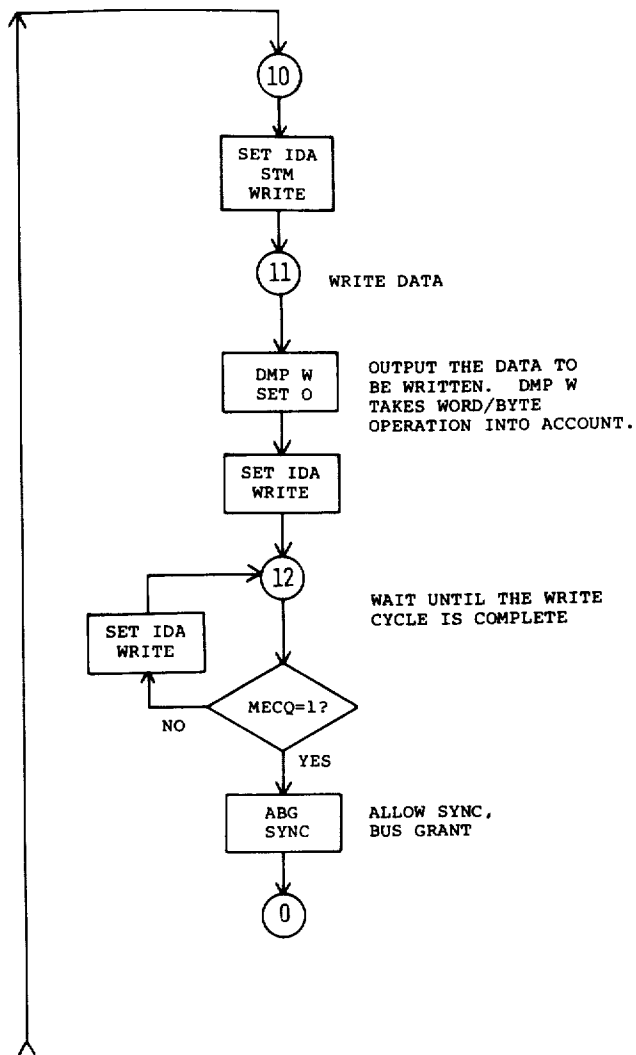 10
SET IDA
STM
WRITE
11
WRITE DATA
DMP W
SET O
OUTPUT THE DATA TO
BE WRITTEN. DMP W
TAKES WORD/BYTE
OPERATION INTO ACCOUNT.
SET IDA
WRITE
12
WAIT UNTIL THE WRITE
CYCLE IS COMPLETE
SET IDA
WRITE
MECQ=1?
NO
YES
ABG
SYNC
ALLOW SYNC,
BUS GRANT
0